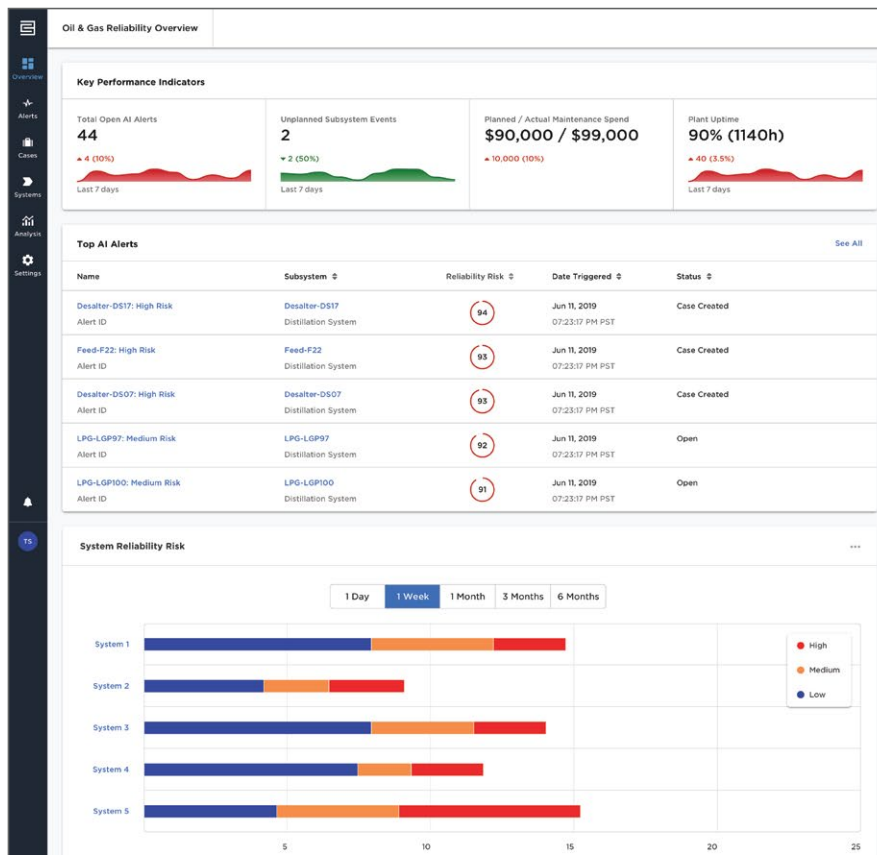 Oil & Gas Reliability Overview
Overview
Alerts
Cases
Systems
Analysis
Settings
TS
Key Performance Indicators
Total Open AI Alerts
44
▲ 4 (10%)
Last 7 days
Unplanned Subsystem Events
2
▼ 2 (50%)
Last 7 days
Planned / Actual Maintenance Spend
$90,000 / $99,000
▲ 10,000 (10%)
Plant Uptime
90% (1140h)
▲ 40 (3.5%)
Last 7 days
Top AI Alerts
See All
Name Subsystem Reliability Risk Date Triggered Status
Desalter-DS17: High Risk Desalter-DS17 94 Jun 11, 2019 Case Created
Alert ID Distillation System 07:23:17 PM PST
Feed-F22: High Risk Feed-F22 93 Jun 11, 2019 Case Created
Alert ID Distillation System 07:23:17 PM PST
Desalter-DS07: High Risk Desalter-DS07 93 Jun 11, 2019 Case Created
Alert ID Distillation System 07:23:17 PM PST
LPG-LGP97: Medium Risk LPG-LGP97 92 Jun 11, 2019 Open
Alert ID Distillation System 07:23:17 PM PST
LPG-LGP100: Medium Risk LPG-LGP100 91 Jun 11, 2019 Open
Alert ID Distillation System 07:23:17 PM PST
System Reliability Risk
1 Day 1 Week 1 Month 3 Months 6 Months
System 1
System 2
System 3
System 4
System 5
High
Medium
Low
5 10 15 20 25